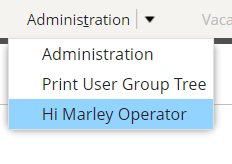 Administration Vaca
Administration
Print User Group Tree
Hi Marley Operator